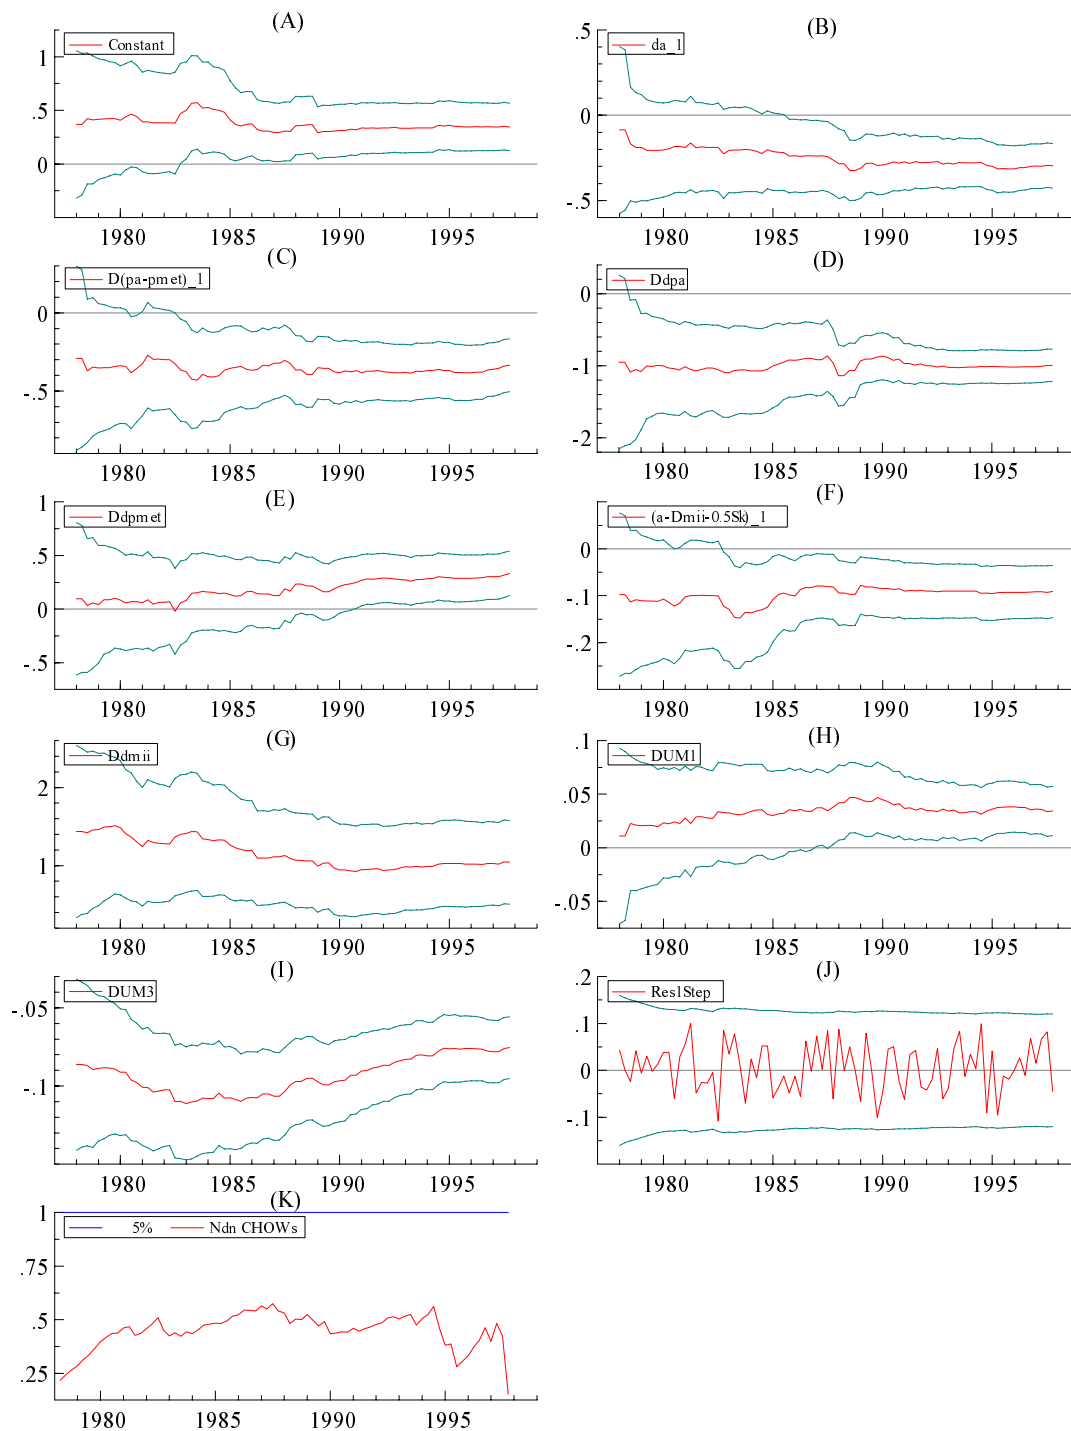 (A)
Constant
1
.5
0
1980 1985 1990 1995
(B)
da_1
.5
0
-.5
1980 1985 1990 1995
(C)
D(pa-pmet)_1
0
-.5
1980 1985 1990 1995
(D)
Ddpa
0
-1
-2
1980 1985 1990 1995
(E)
1
Ddpmet
.5
0
-.5
1980 1985 1990 1995
(F)
(a-Dmii-0.5Sk)_1
0
-.1
-.2
1980 1985 1990 1995
(G)
Ddmii
2
1
1980 1985 1990 1995
(H)
.1
DUM1
.05
0
-.05
1980 1985 1990 1995
(I)
DUM3
-.05
-.1
1980 1985 1990 1995
(J)
.2
Res1Step
.1
0
-.1
1980 1985 1990 1995
(K)
1
5% Ndn CHOWs
.75
.5
.25
1980 1985 1990 1995